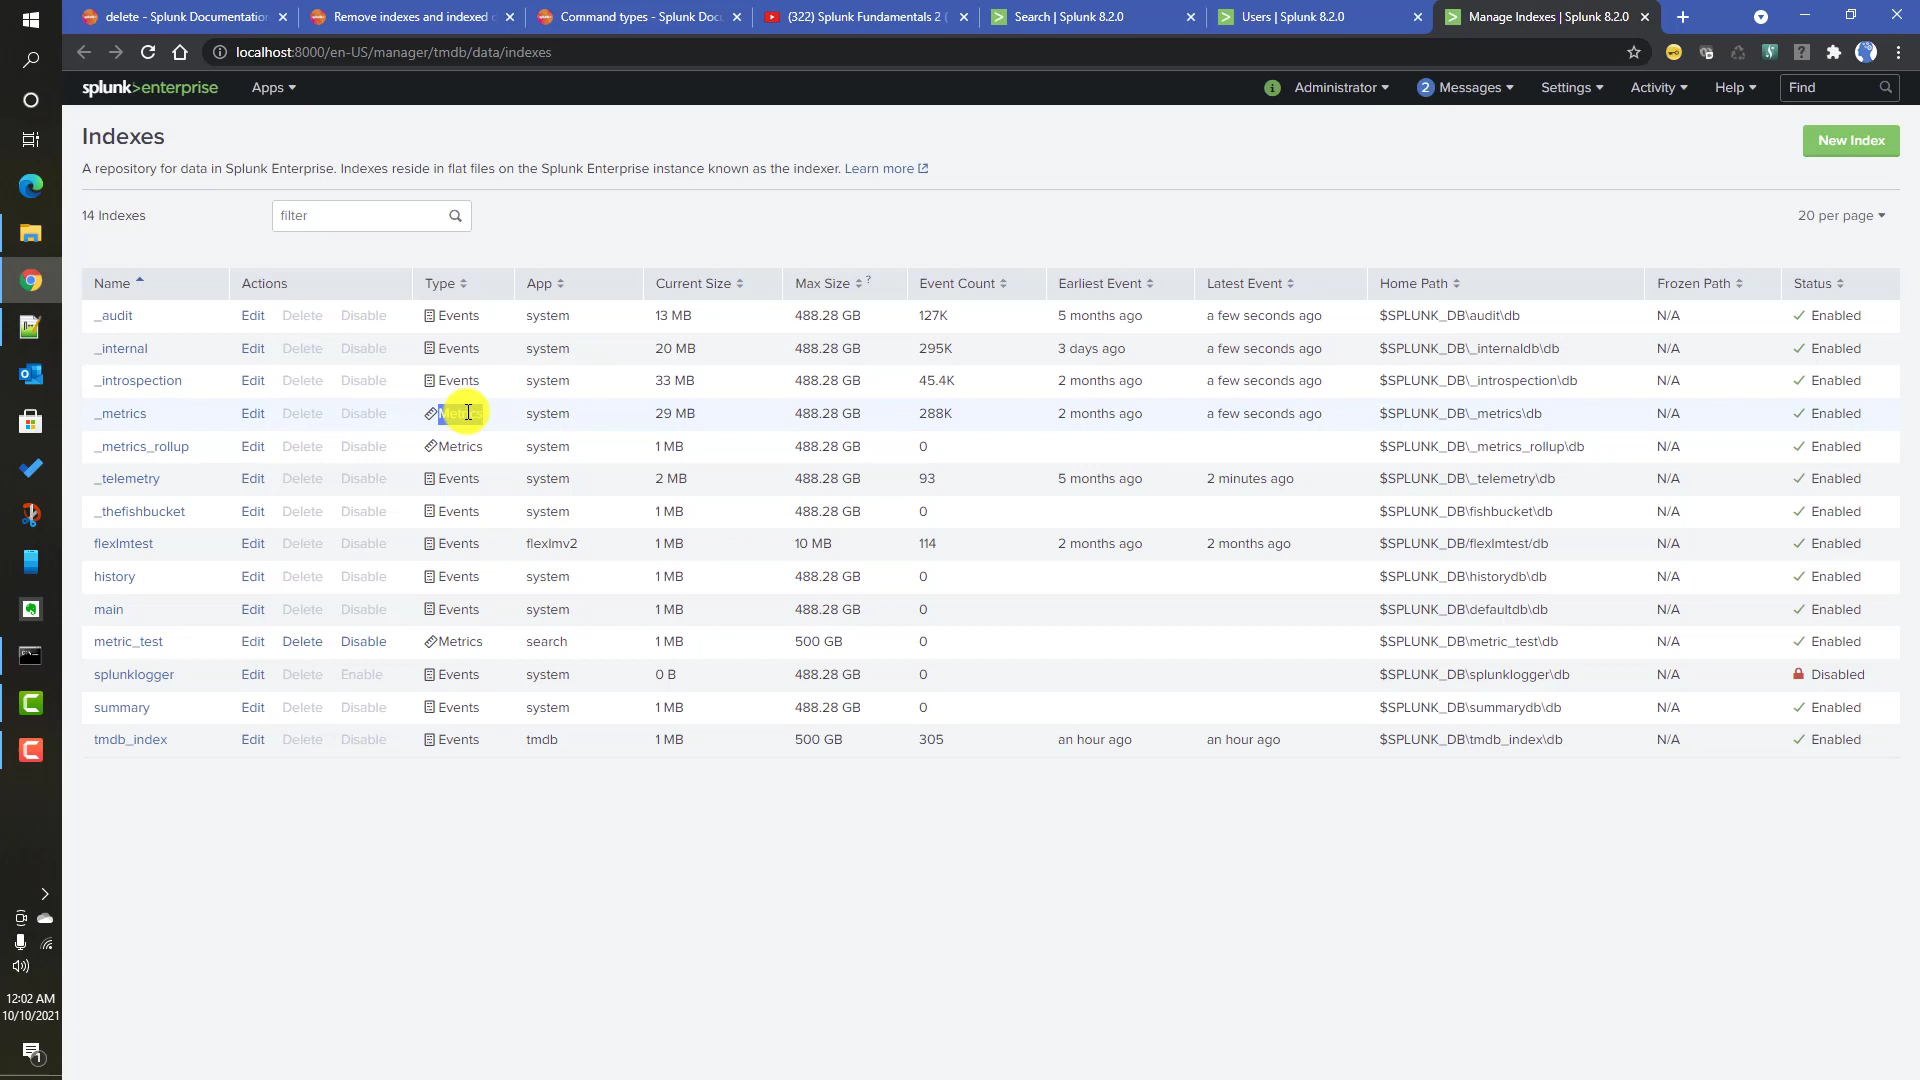 delete - Splunk Documentation
Remove indexes and indexed d
Command types - Splunk Docu
(322) Splunk Fundamentals 2 (
Search | Splunk 8.2.0
Users | Splunk 8.2.0
Manage Indexes | Splunk 8.2.0
localhost:8000/en-US/manager/tmdb/data/indexes
splunk>enterprise Apps
i Administrator 2 Messages Settings Activity Help Find
Indexes
New Index
A repository for data in Splunk Enterprise. Indexes reside in flat files on the Splunk Enterprise instance known as the indexer. Learn more
14 Indexes filter 20 per page
Name Actions Type App Current Size Max Size ? Event Count Earliest Event Latest Event Home Path Frozen Path Status
_audit Edit Delete Disable Events system 13 MB 488.28 GB 127K 5 months ago a few seconds ago $SPLUNK_DB\audit\db N/A Enabled
_internal Edit Delete Disable Events system 20 MB 488.28 GB 295K 3 days ago a few seconds ago $SPLUNK_DB\_internaldb\db N/A Enabled
_introspection Edit Delete Disable Events system 33 MB 488.28 GB 45.4K 2 months ago a few seconds ago $SPLUNK_DB\_introspection\db N/A Enabled
_metrics Edit Delete Disable Metrics system 29 MB 488.28 GB 288K 2 months ago a few seconds ago $SPLUNK_DB\_metrics\db N/A Enabled
_metrics_rollup Edit Delete Disable Metrics system 1 MB 488.28 GB 0 $SPLUNK_DB\_metrics_rollup\db N/A Enabled
_telemetry Edit Delete Disable Events system 2 MB 488.28 GB 93 5 months ago 2 minutes ago $SPLUNK_DB\_telemetry\db N/A Enabled
_thefishbucket Edit Delete Disable Events system 1 MB 488.28 GB 0 $SPLUNK_DB\fishbucket\db N/A Enabled
flexlmtest Edit Delete Disable Events flexlmv2 1 MB 10 MB 114 2 months ago 2 months ago $SPLUNK_DB/flexlmtest/db N/A Enabled
history Edit Delete Disable Events system 1 MB 488.28 GB 0 $SPLUNK_DB\historydb\db N/A Enabled
main Edit Delete Disable Events system 1 MB 488.28 GB 0 $SPLUNK_DB\defaultdb\db N/A Enabled
metric_test Edit Delete Disable Metrics search 1 MB 500 GB 0 $SPLUNK_DB\metric_test\db N/A Enabled
splunklogger Edit Delete Enable Events system 0 B 488.28 GB 0 $SPLUNK_DB\splunklogger\db N/A Disabled
summary Edit Delete Disable Events system 1 MB 488.28 GB 0 $SPLUNK_DB\summarydb\db N/A Enabled
tmdb_index Edit Delete Disable Events tmdb 1 MB 500 GB 305 an hour ago an hour ago $SPLUNK_DB\tmdb_index\db N/A Enabled
12:02 AM
10/10/2021
1